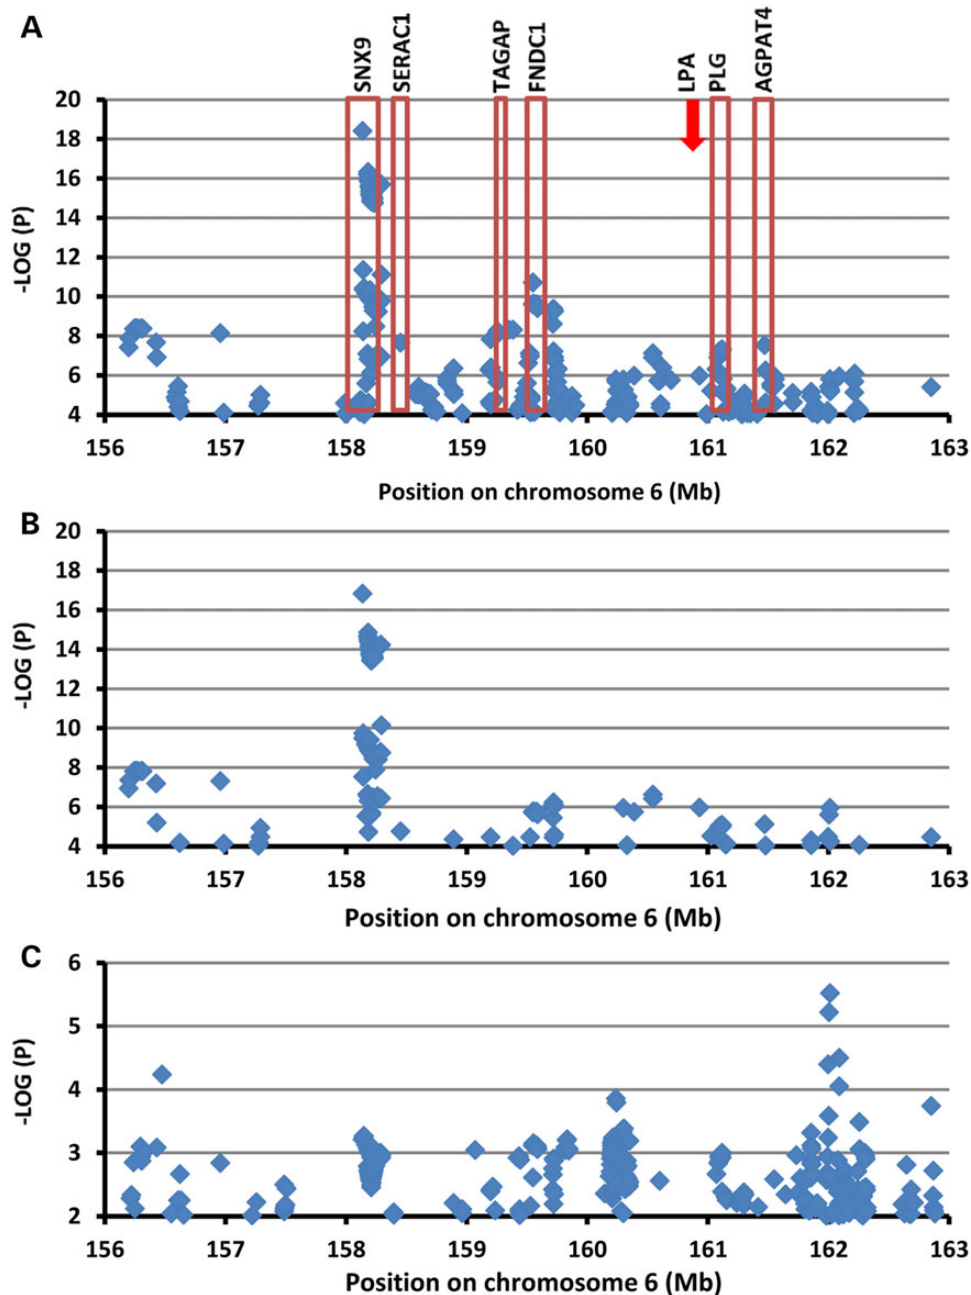 A
SNX9
SERAC1
TAGAP
FNDC1
LPA
PLG
AGPAT4
20
18
16
14
12
10
8
6
4
-LOG (P)
156 157 158 159 160 161 162 163
Position on chromosome 6 (Mb)
B
20
18
16
14
12
10
8
6
4
-LOG (P)
156 157 158 159 160 161 162 163
Position on chromosome 6 (Mb)
C
6
5
4
3
2
-LOG (P)
156 157 158 159 160 161 162 163
Position on chromosome 6 (Mb)